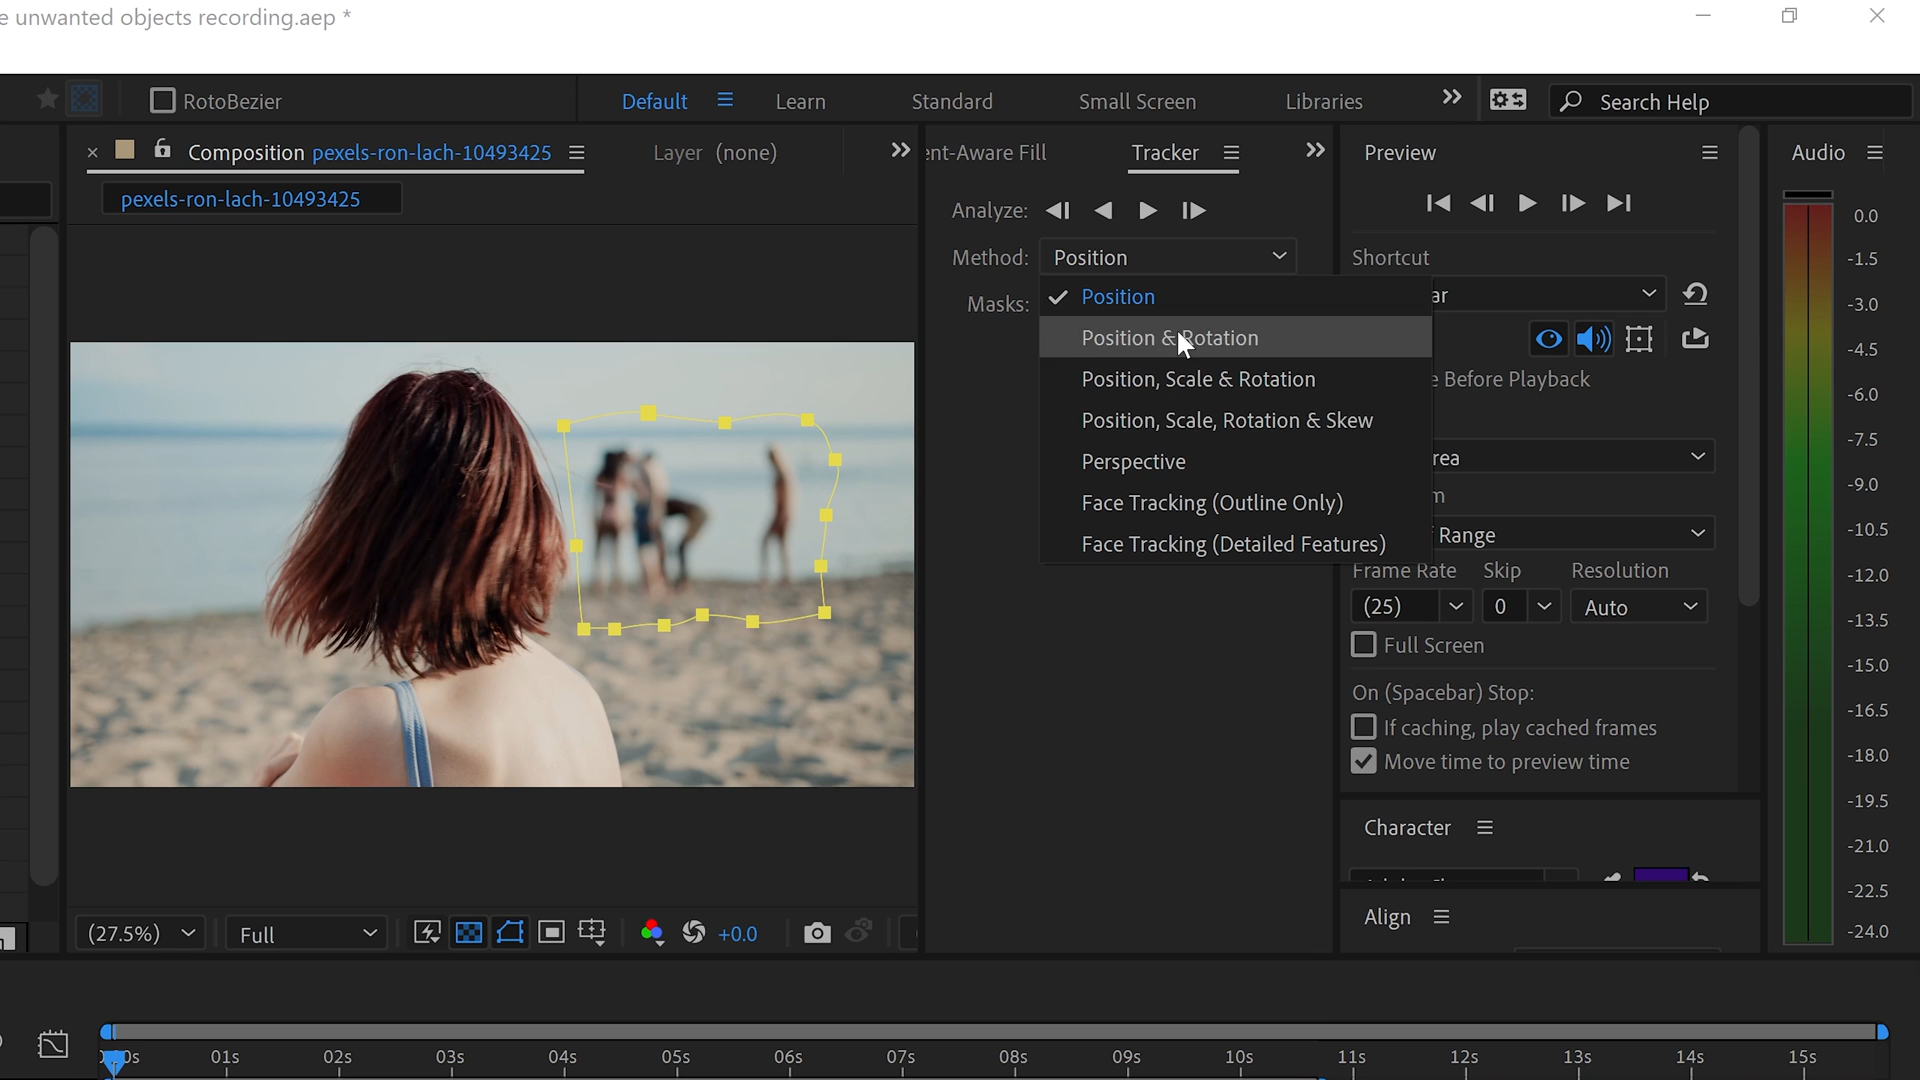 e unwanted objects recording.aep *
RotoBezier
Default
Learn
Standard
Small Screen
Libraries
Search Help
Composition pexels-ron-lach-10493425
Layer (none)
ent-Aware Fill
Tracker
Preview
Audio
pexels-ron-lach-10493425
Analyze:
Method: Position
Masks:
Position
Position & Rotation
Position, Scale & Rotation
Position, Scale, Rotation & Skew
Perspective
Face Tracking (Outline Only)
Face Tracking (Detailed Features)
Shortcut
ar
e Before Playback
rea
m
f Range
Frame Rate Skip Resolution
(25) 0 Auto
Full Screen
On (Spacebar) Stop:
If caching, play cached frames
Move time to preview time
Character
Align
0.0
-1.5
-3.0
-4.5
-6.0
-7.5
-9.0
-10.5
-12.0
-13.5
-15.0
-16.5
-18.0
-19.5
-21.0
-22.5
-24.0
(27.5%) Full +0.0
01s 02s 03s 04s 05s 06s 07s 08s 09s 10s 11s 12s 13s 14s 15s